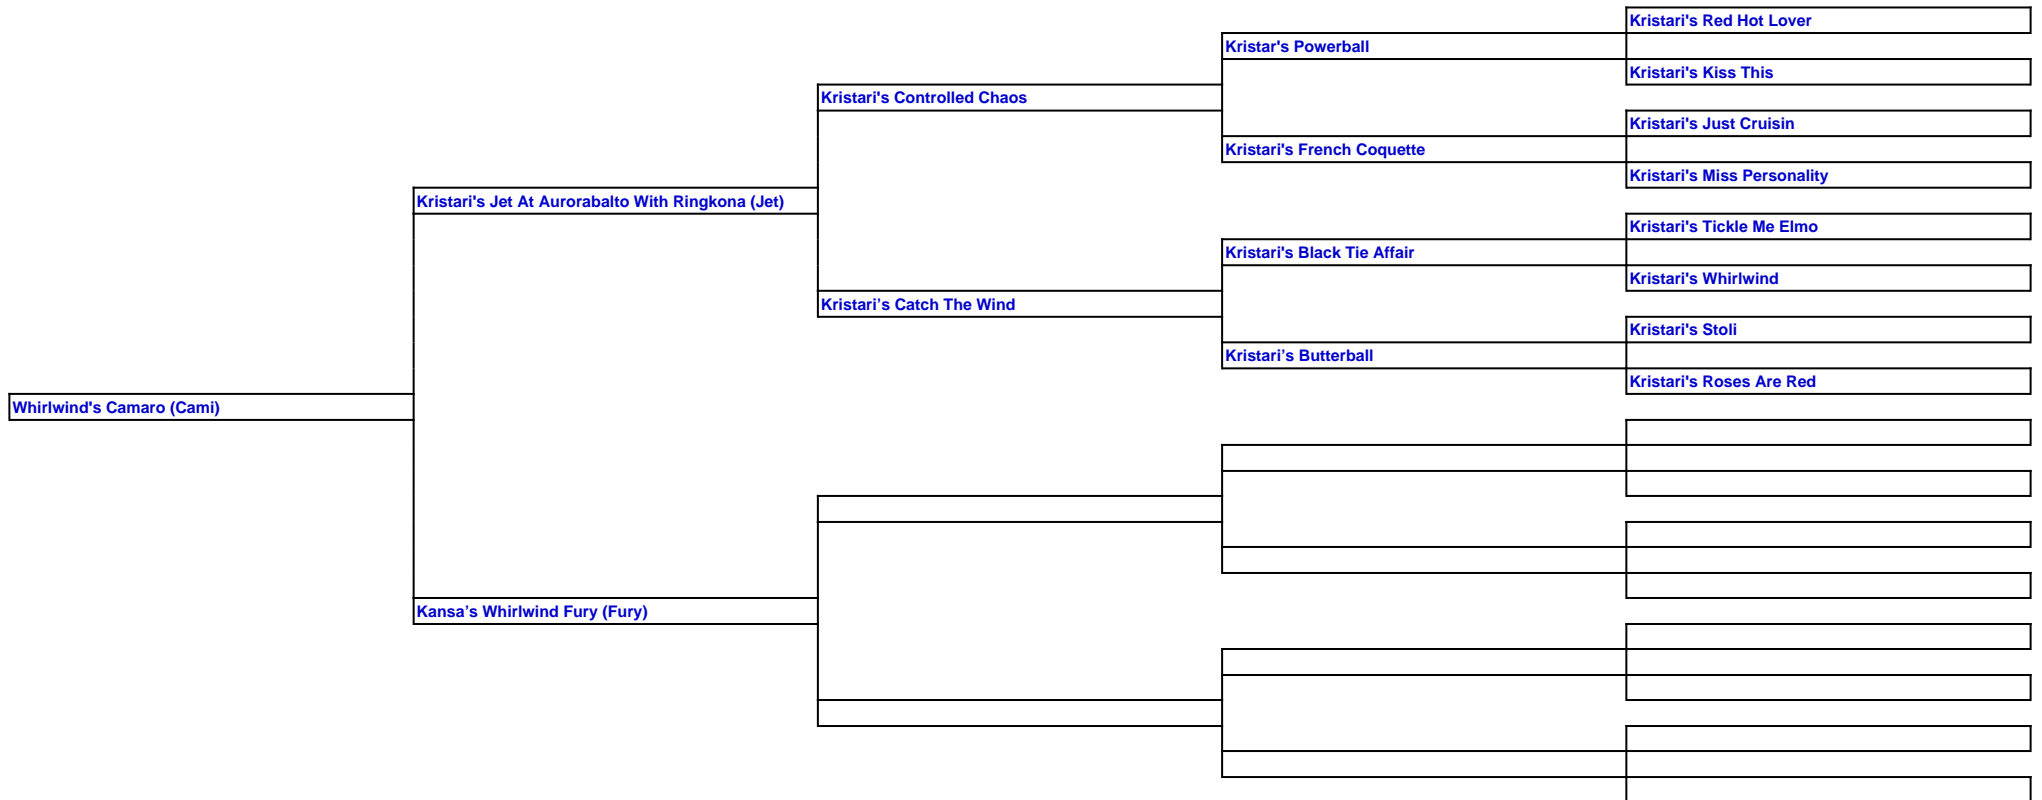 Kristari's Red Hot Lover
Kristar's Powerball
Kristari's Kiss This
Kristari's Controlled Chaos
Kristari's Just Cruisin
Kristari's French Coquette
Kristari's Miss Personality
Kristari's Jet At Aurorabalto With Ringkona (Jet)
Kristari's Tickle Me Elmo
Kristari's Black Tie Affair
Kristari's Whirlwind
Kristari’s Catch The Wind
Kristari's Stoli
Kristari’s Butterball
Kristari's Roses Are Red
Whirlwind's Camaro (Cami)
Kansa’s Whirlwind Fury (Fury)